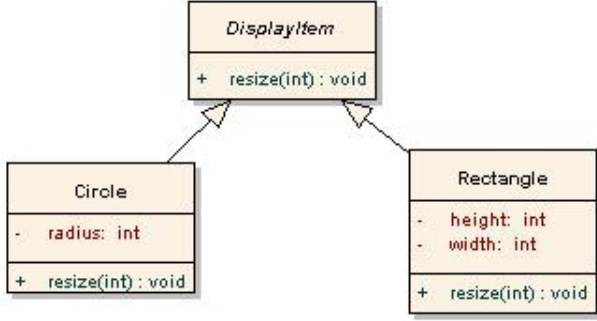 DisplayItem
+ resize(int) : void
Circle
- radius: int
+ resize(int) : void
Rectangle
- height: int
- width: int
+ resize(int) : void